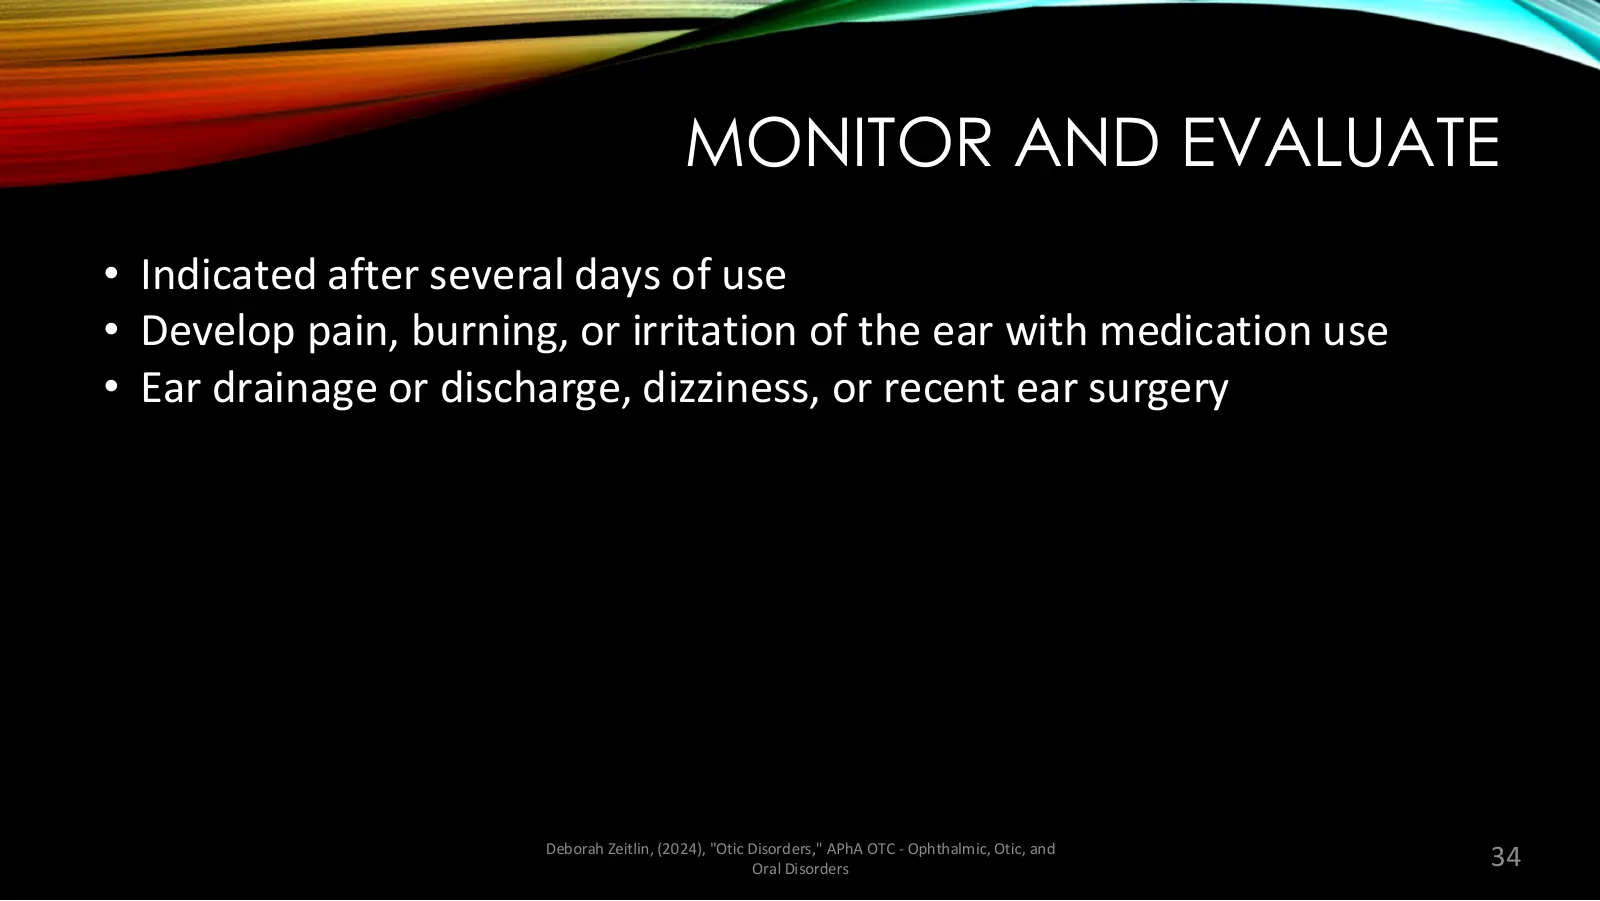 MONITOR AND EVALUATE
• Indicated after several days of use
• Develop pain, burning, or irritation of the ear with medication use
• Ear drainage or discharge, dizziness, or recent ear surgery
Deborah Zeitlin, (2024), "Otic Disorders," APhA OTC - Ophthalmic, Otic, and
Oral Disorders
34